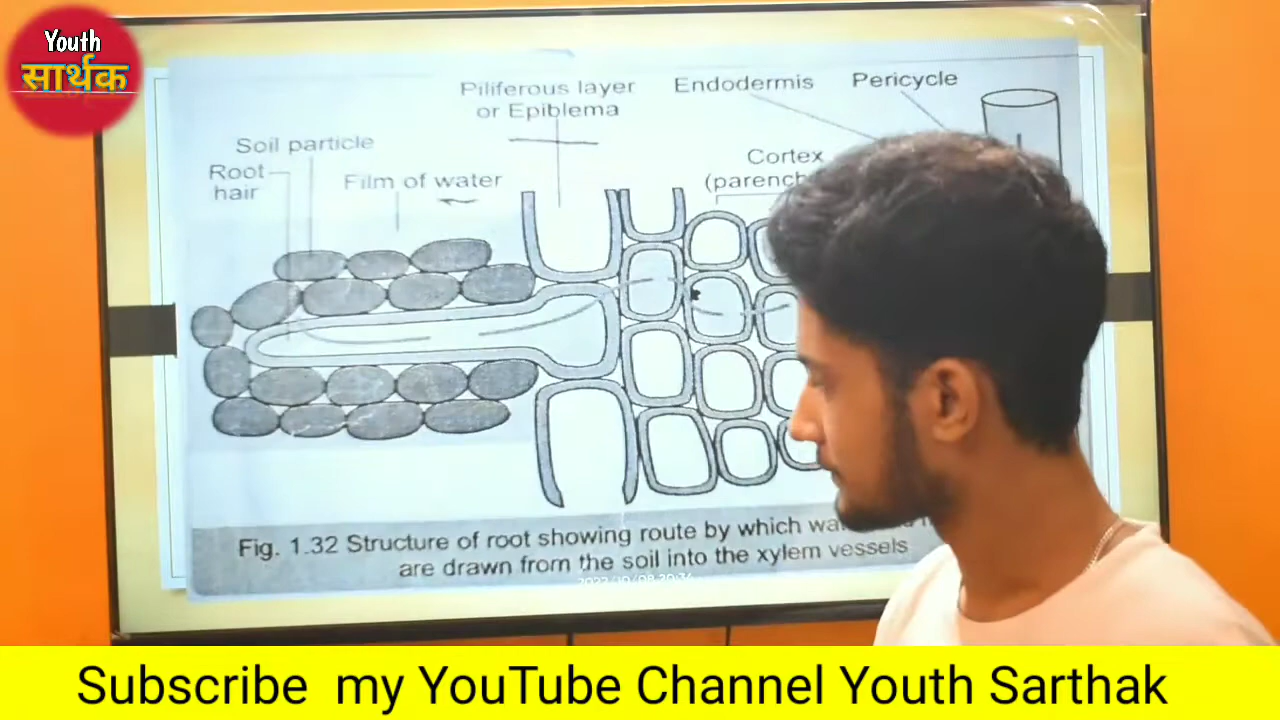 Youth
सार्थक
Piliferous layer
or Epiblema
Endodermis
Pericycle
Soil particle
Root
hair
Film of water
Cortex
Fig. 1.32 Structure of root showing route by which
are drawn from the soil into the xylem vessels
Subscribe my YouTube Channel Youth Sarthak